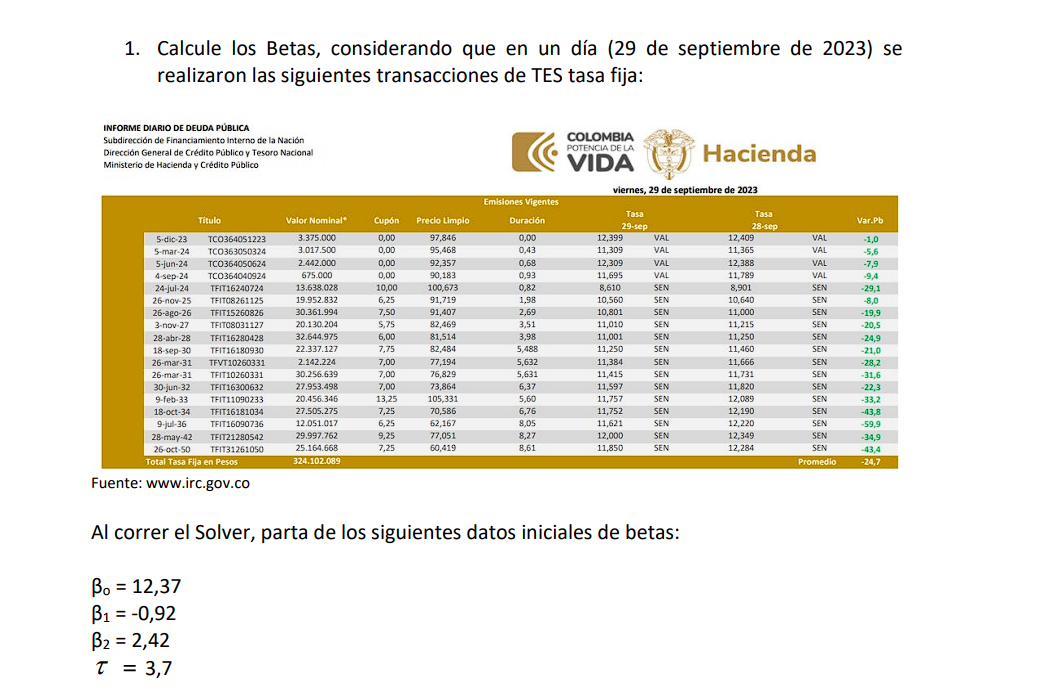 1. Calcule los Betas, considerando que en un día (29 de septiembre de 2023) se
realizaron las siguientes transacciones de TES tasa fija:
INFORME DIARIO DE DEUDA PÚBLICA
Subdirección de Financiamiento Interno de la Nación
Dirección General de Crédito Público y Tesoro Nacional
Ministerio de Hacienda y Crédito Público
COLOMBIA
POTENCIA DE LA
VIDA
Hacienda
viernes, 29 de septiembre de 2023
Emisiones Vigentes
Título Valor Nominal* Cupón Precio Limpio Duración Tasa 29-sep Tasa 28-sep Var.Pb
5-dic-23 TCO364051223 3.375.000 0,00 97,846 0,00 12,399 VAL 12,409 VAL -1,0
5-mar-24 TCO363050324 3.017.500 0,00 95,468 0,43 11,309 VAL 11,365 VAL -5,6
5-jun-24 TCO364050624 2.442.000 0,00 92,357 0,68 12,309 VAL 12,388 VAL -7,9
4-sep-24 TCO364040924 675.000 0,00 90,183 0,93 11,695 VAL 11,789 VAL -9,4
24-jul-24 TFIT16240724 13.638.028 10,00 100,673 0,82 8,610 SEN 8,901 SEN -29,1
26-nov-25 TFIT08261125 19.952.832 6,25 91,719 1,98 10,560 SEN 10,640 SEN -8,0
26-ago-26 TFIT15260826 30.361.994 7,50 91,407 2,69 10,801 SEN 11,000 SEN -19,9
3-nov-27 TFIT08031127 20.130.204 5,75 82,469 3,51 11,010 SEN 11,215 SEN -20,5
28-abr-28 TFIT16280428 32.644.975 6,00 81,514 3,98 11,001 SEN 11,250 SEN -24,9
18-sep-30 TFIT16180930 22.337.127 7,75 82,484 5,488 11,250 SEN 11,460 SEN -21,0
26-mar-31 TFVT10260331 2.142.224 7,00 77,194 5,632 11,384 SEN 11,666 SEN -28,2
26-mar-31 TFIT10260331 30.256.639 7,00 76,829 5,631 11,415 SEN 11,731 SEN -31,6
30-jun-32 TFIT16300632 27.953.498 7,00 73,864 6,37 11,597 SEN 11,820 SEN -22,3
9-feb-33 TFIT11090233 20.456.346 13,25 105,331 5,60 11,757 SEN 12,089 SEN -33,2
18-oct-34 TFIT16181034 27.505.275 7,25 70,586 6,76 11,752 SEN 12,190 SEN -43,8
9-jul-36 TFIT16090736 12.051.017 6,25 62,167 8,05 11,621 SEN 12,220 SEN -59,9
28-may-42 TFIT21280542 29.997.762 9,25 77,051 8,27 12,000 SEN 12,349 SEN -34,9
26-oct-50 TFIT31261050 25.164.668 7,25 60,419 8,61 11,850 SEN 12,284 SEN -43,4
Total Tasa Fija en Pesos 324.102.089 Promedio -24,7
Fuente: www.irc.gov.co
Al correr el Solver, parta de los siguientes datos iniciales de betas:
β₀ = 12,37
β₁ = -0,92
β₂ = 2,42
τ = 3,7